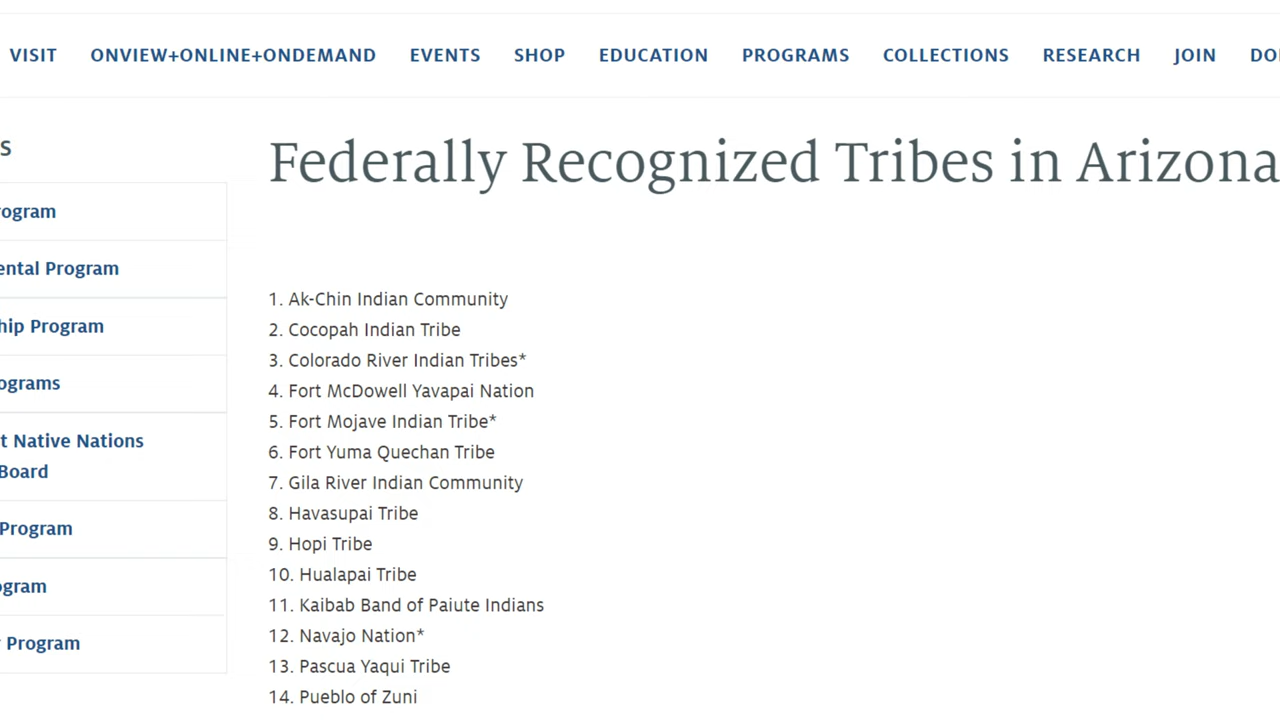 VISIT ONVIEW+ONLINE+ONDEMAND EVENTS SHOP EDUCATION PROGRAMS COLLECTIONS RESEARCH JOIN DO
S
Federally Recognized Tribes in Arizona
rogram
ental Program
hip Program
ograms
t Native Nations
Board
Program
ogram
Program
1. Ak-Chin Indian Community
2. Cocopah Indian Tribe
3. Colorado River Indian Tribes*
4. Fort McDowell Yavapai Nation
5. Fort Mojave Indian Tribe*
6. Fort Yuma Quechan Tribe
7. Gila River Indian Community
8. Havasupai Tribe
9. Hopi Tribe
10. Hualapai Tribe
11. Kaibab Band of Paiute Indians
12. Navajo Nation*
13. Pascua Yaqui Tribe
14. Pueblo of Zuni